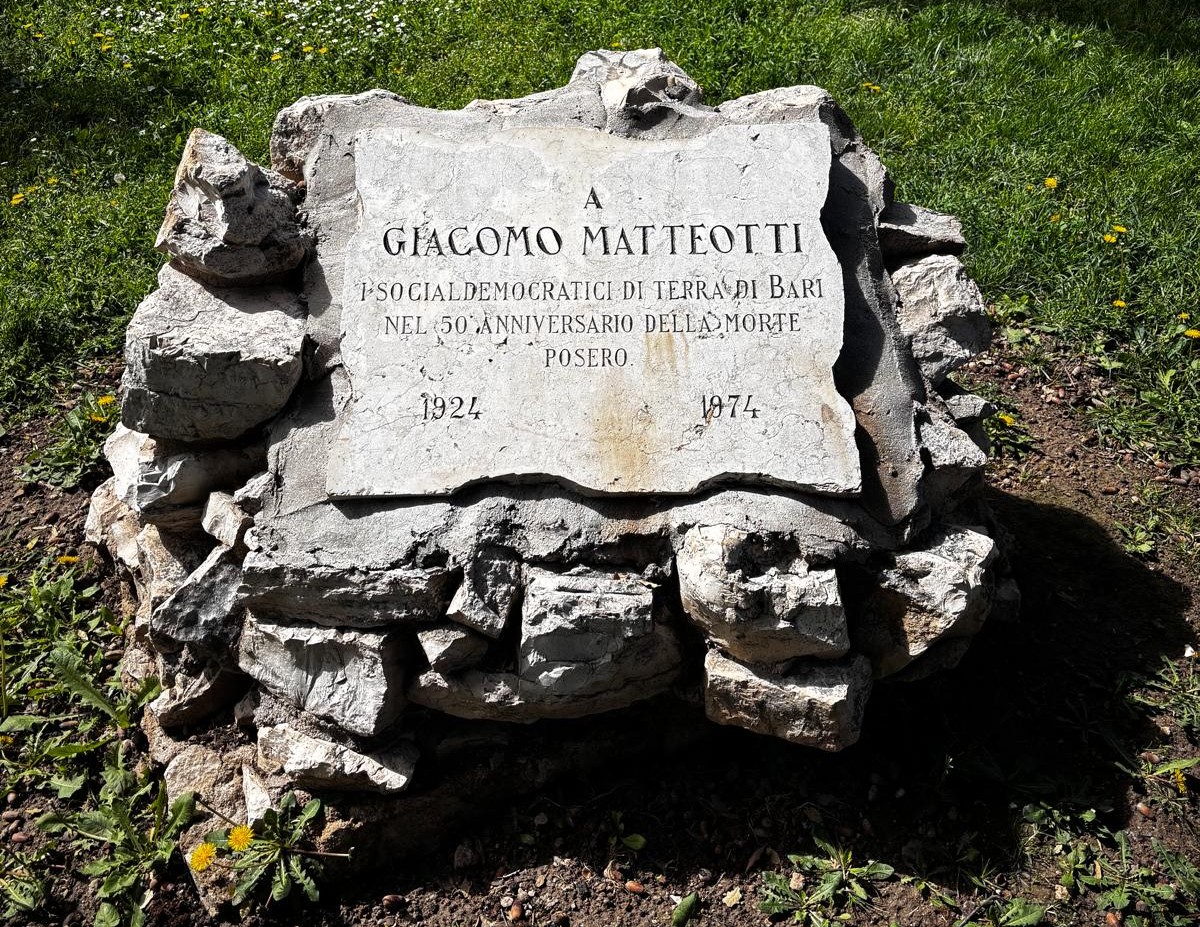 A
GIACOMO MATTEOTTI
I SOCIALDEMOCRATICI DI TERRA DI BARI
NEL 50° ANNIVERSARIO DELLA MORTE
POSERO.
1924 1974